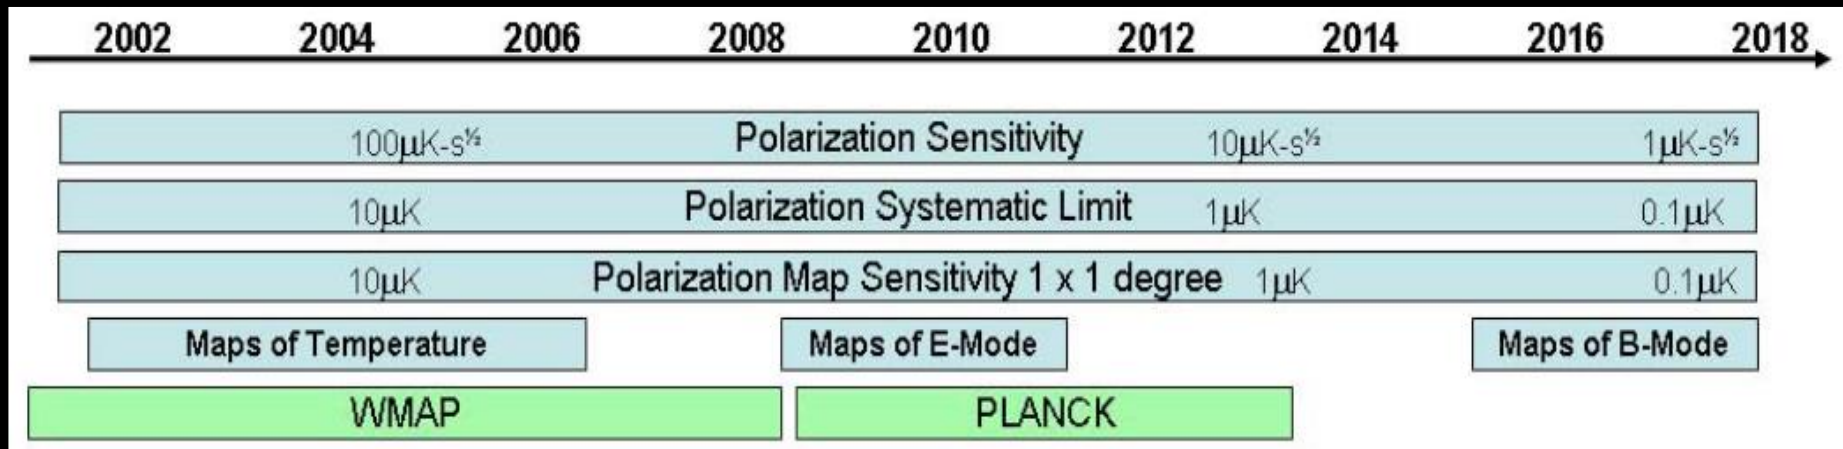 2002 2004 2006 2008 2010 2012 2014 2016 2018
100μK-s½ Polarization Sensitivity 10μK-s½ 1μK-s½
10μK Polarization Systematic Limit 1μK 0.1μK
10μK Polarization Map Sensitivity 1 x 1 degree 1μK 0.1μK
Maps of Temperature Maps of E-Mode Maps of B-Mode
WMAP PLANCK